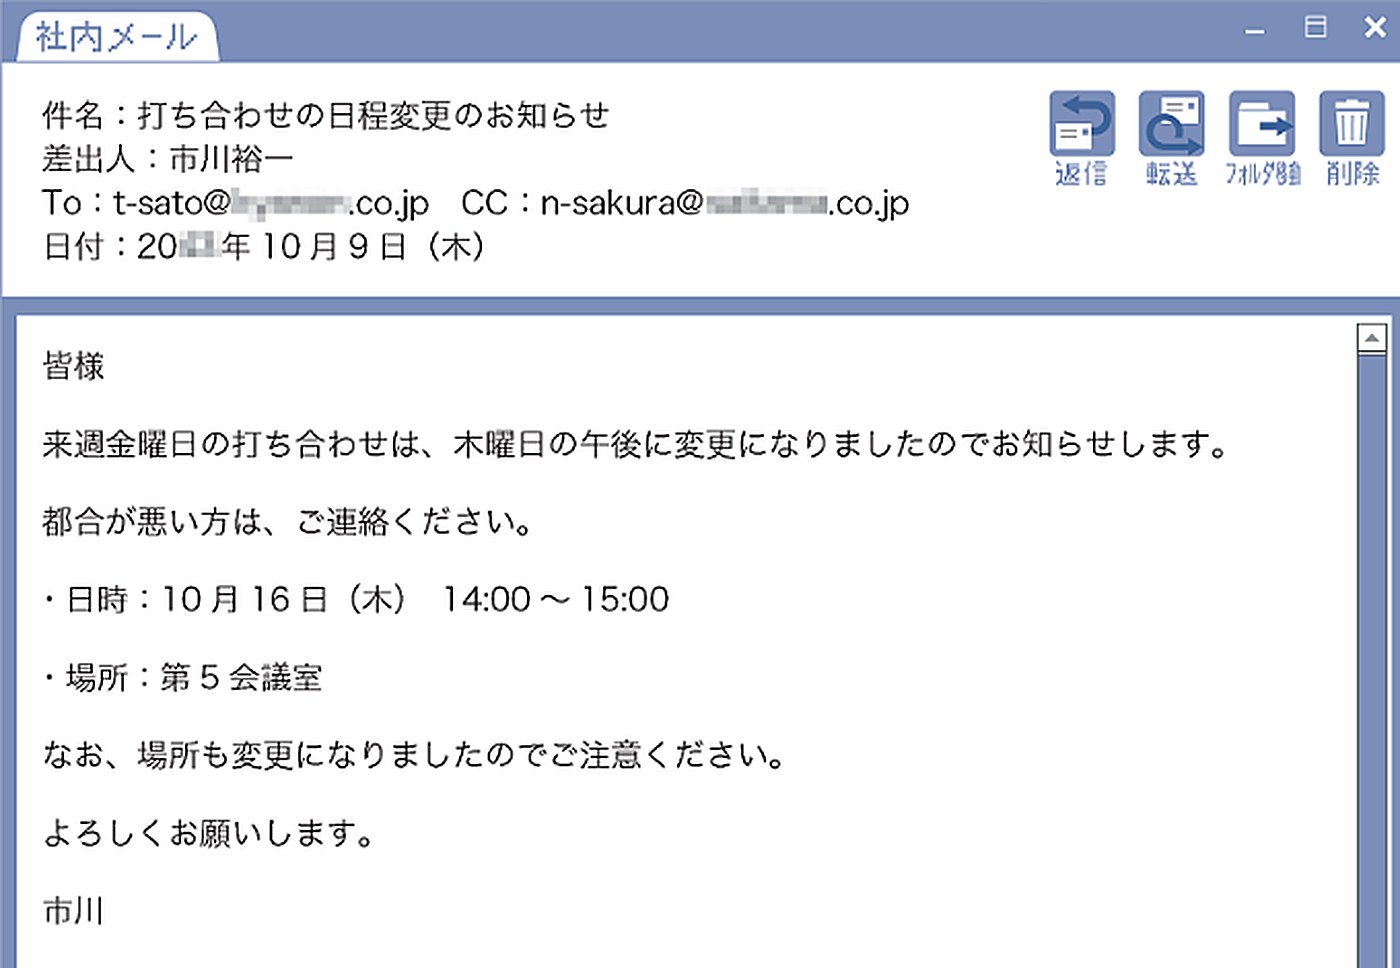 社内メール
件名：打ち合わせの日程変更のお知らせ
差出人：市川裕一
To：t-sato@ .co.jp CC：n-sakura@ .co.jp
日付：20 年 10 月 9 日（木）
返信 転送 フォルダ移動 削除
皆様
来週金曜日の打ち合わせは、木曜日の午後に変更になりましたのでお知らせします。
都合が悪い方は、ご連絡ください。
・日時：10 月 16 日（木） 14:00 ～ 15:00
・場所：第 5 会議室
なお、場所も変更になりましたのでご注意ください。
よろしくお願いします。
市川